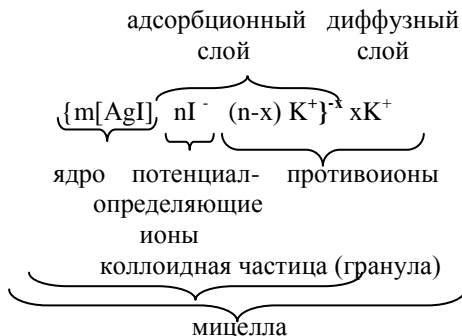 адсорбционный диффузный
слой слой
{m[AgI] nI⁻ (n-x) K⁺}⁻ˣ xK⁺
ядро потенциал- противоионы
определяющие
ионы
коллоидная частица (гранула)
мицелла